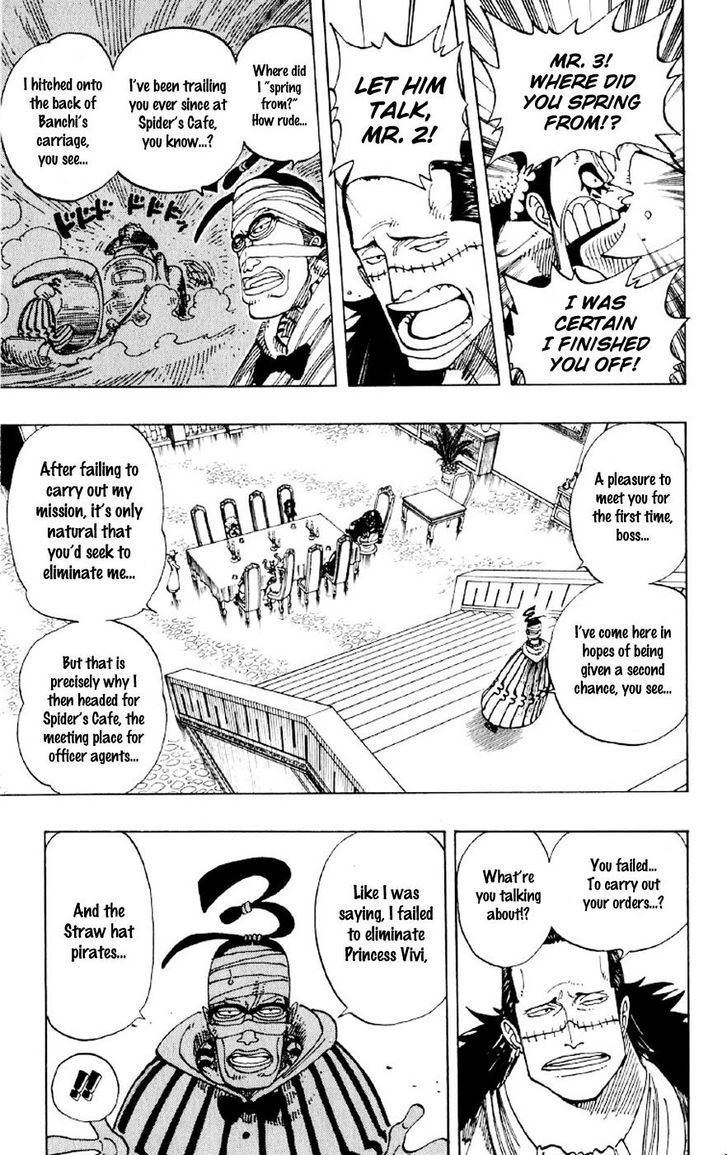 MR. 3!
WHERE DID
YOU SPRING
FROM!?
I WAS
CERTAIN
I FINISHED
YOU OFF!
LET HIM
TALK,
MR. 2!
Where did
I "spring
from?"
How rude...
I've been trailing
you ever since at
Spider's Cafe,
you know...?
I hitched onto
the back of
Banchi's
carriage,
you see...
ドドド
ドドド
A pleasure to
meet you for
the first time,
boss...
I've come here in
hopes of being
given a second
chance, you see...
After failing to
carry out my
mission, it's only
natural that
you'd seek to
eliminate me...
But that is
precisely why I
then headed for
Spider's Cafe, the
meeting place for
officer agents...
You failed...
To carry out
your orders...?
What're
you talking
about!?
Like I was
saying, I failed
to eliminate
Princess Vivi,
And the
Straw hat
pirates...
!!